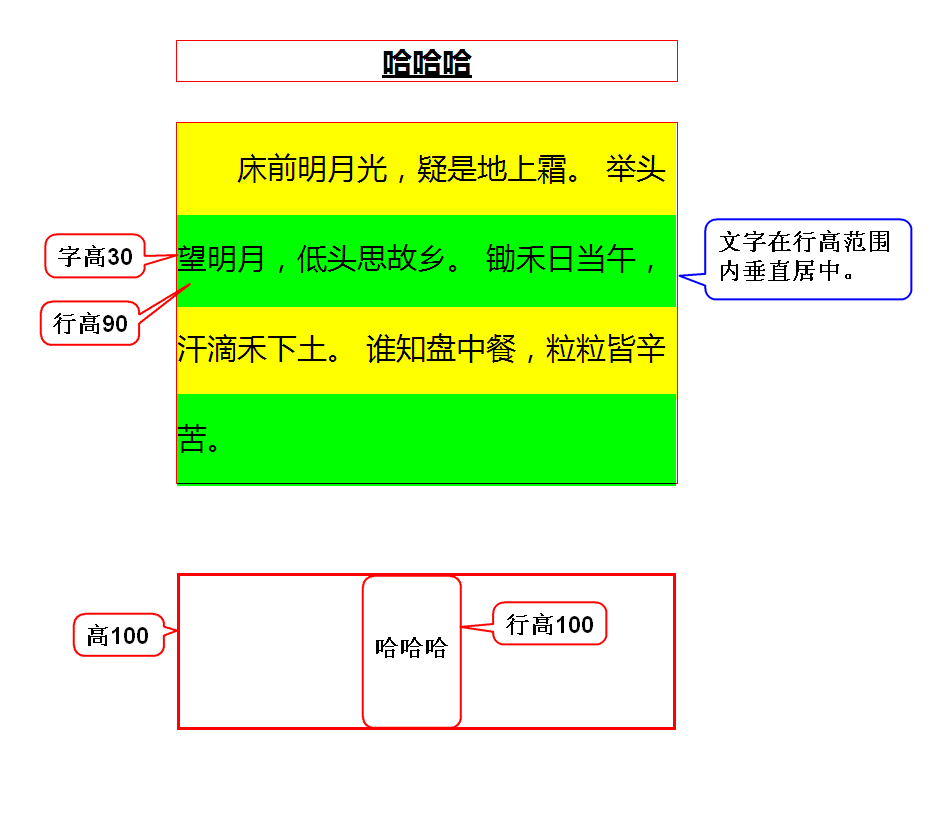 哈哈哈
床前明月光，疑是地上霜。 举头
字高30
望明月，低头思故乡。 锄禾日当午，
文字在行高范围
内垂直居中。
行高90
汗滴禾下土。 谁知盘中餐，粒粒皆辛
苦。
高100
哈哈哈
行高100